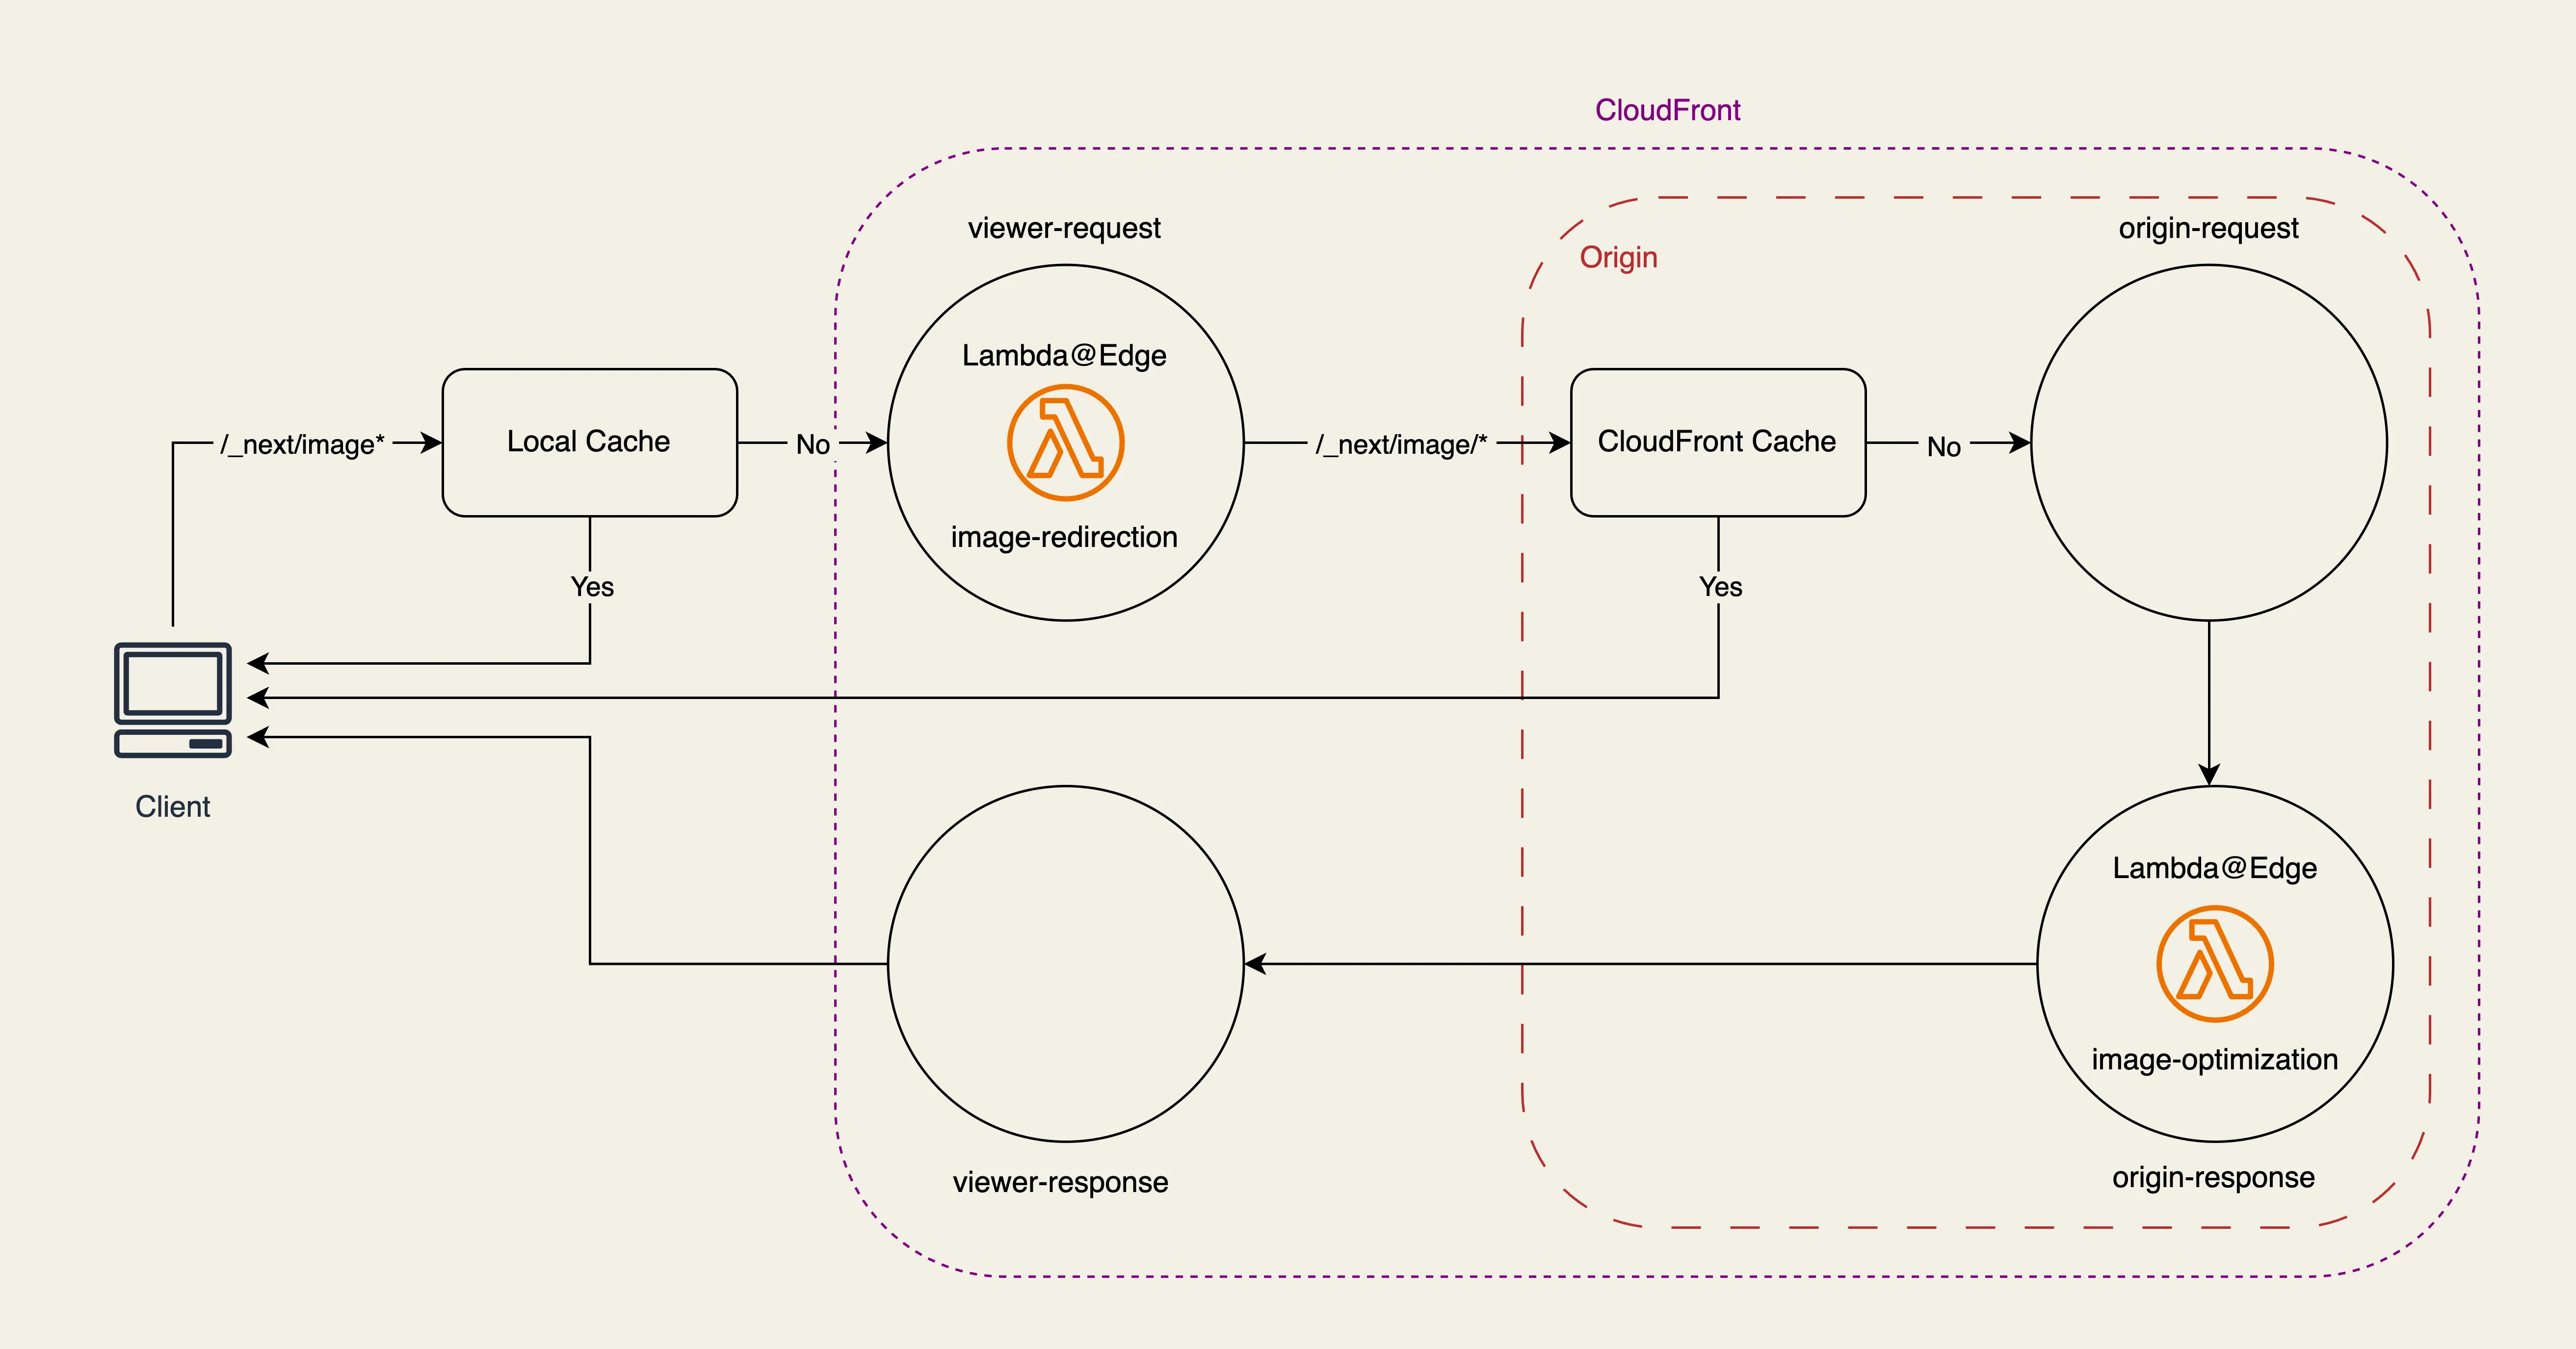 CloudFront
viewer-request
origin-request
Origin
Lambda@Edge
/_next/image*
Local Cache
No
/_next/image/*
CloudFront Cache
No
image-redirection
Yes
Yes
Client
Lambda@Edge
image-optimization
viewer-response
origin-response